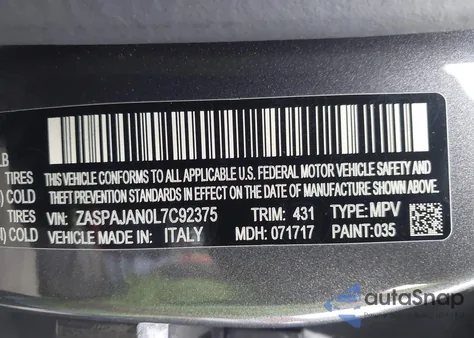 LB
TIRES
) COLD
TIRES
) COLD
THIS VEHICLE CONFORMS TO ALL APPLICABLE U.S. FEDERAL MOTOR VEHICLE SAFETY AND
THEFT PREVENTION STANDARDS IN EFFECT ON THE DATE OF MANUFACTURE SHOWN ABOVE.
VIN: ZASPAJAN0L7C92375 TRIM: 431 TYPE: MPV
VEHICLE MADE IN: ITALY MDH: 071717 PAINT: 035
autoSnap